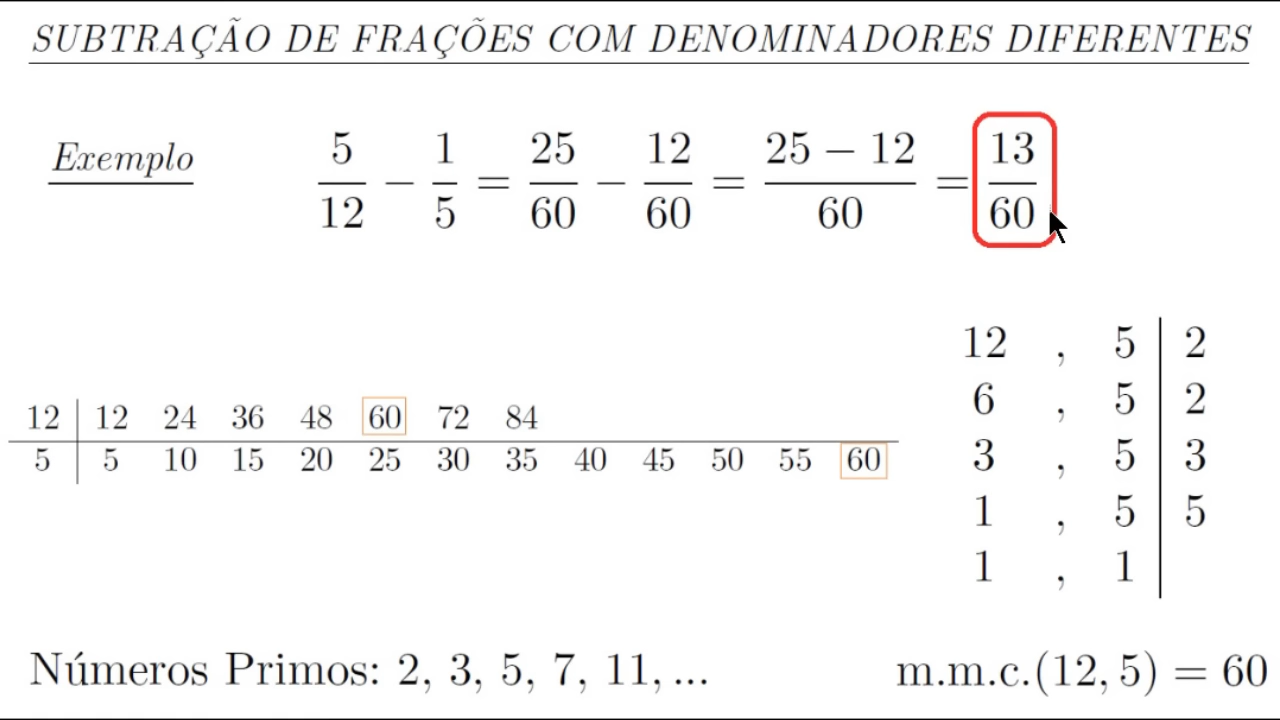 SUBTRAÇÃO DE FRAÇÕES COM DENOMINADORES DIFERENTES
Exemplo 5/12 − 1/5 = 25/60 − 12/60 = (25 − 12)/60 = 13/60
12 , 5 | 2
6 , 5 | 2
3 , 5 | 3
1 , 5 | 5
1 , 1 |
12 | 12 24 36 48 60 72 84
5 | 5 10 15 20 25 30 35 40 45 50 55 60
Números Primos: 2, 3, 5, 7, 11, ...
m.m.c.(12, 5) = 60